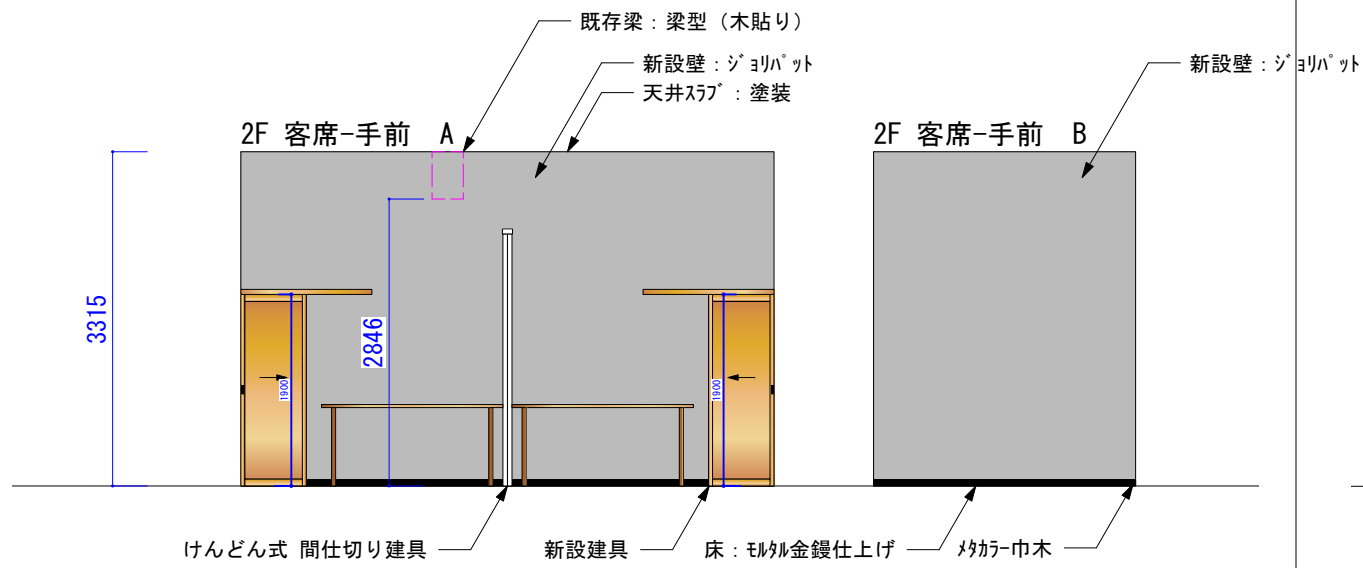 既存梁：梁型（木貼り）
新設壁：ｼﾞｮﾘﾊﾟｯﾄ
天井ｽﾗﾌﾞ：塗装
新設壁：ｼﾞｮﾘﾊﾟｯﾄ
2F 客席-手前 A
2F 客席-手前 B
3315
2846
1900
1900
けんどん式 間仕切り建具
新設建具
床：ﾓﾙﾀﾙ金鏝仕上げ
ﾒﾀｶﾗｰ巾木